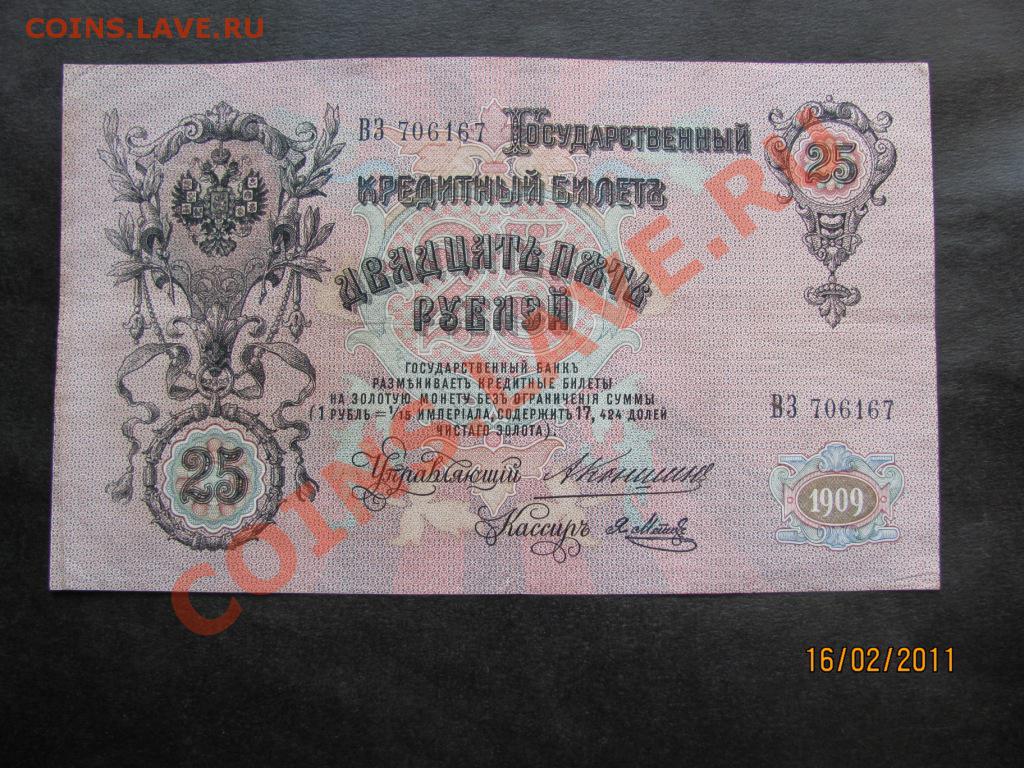 COINS.LAVE.RU
ВЗ 706167
Государственный
25
Кредитный Билетъ
Двадцать пять
рублей
ГОСУДАРСТВЕННЫЙ БАНКЪ
РАЗМѢНИВАЕТЪ КРЕДИТНЫЕ БИЛЕТЫ
НА ЗОЛОТУЮ МОНЕТУ БЕЗЪ ОГРАНИЧЕНІЯ СУММЫ
(1 РУБЛЬ = 1/15 ИМПЕРІАЛА, СОДЕРЖИТЪ 17, 424 ДОЛЕЙ
ЧИСТАГО ЗОЛОТА).
ВЗ 706167
25
Управляющій
Кассиръ
1909
COINS.LAVE.RU
16/02/2011